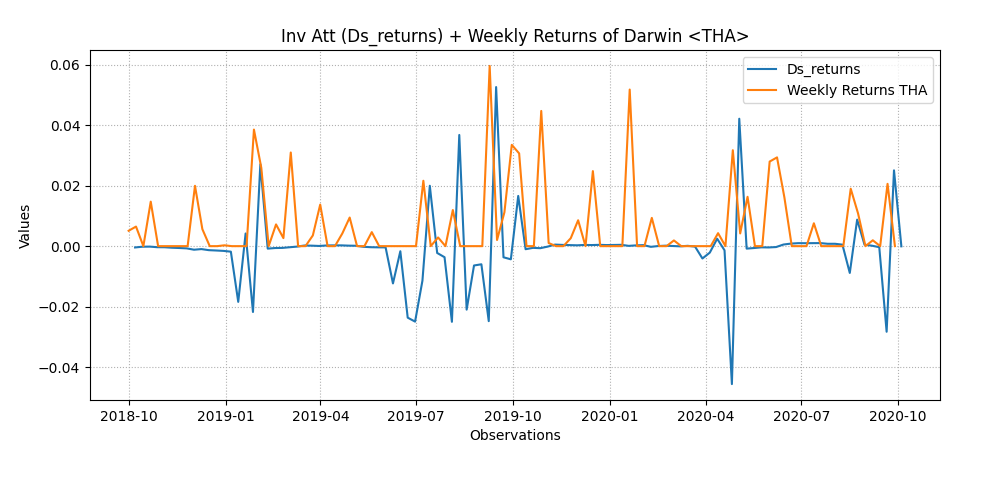 Inv Att (Ds_returns) + Weekly Returns of Darwin <THA>
Ds_returns
Weekly Returns THA
Values
0.06
0.04
0.02
0.00
−0.02
−0.04
2018-10 2019-01 2019-04 2019-07 2019-10 2020-01 2020-04 2020-07 2020-10
Observations